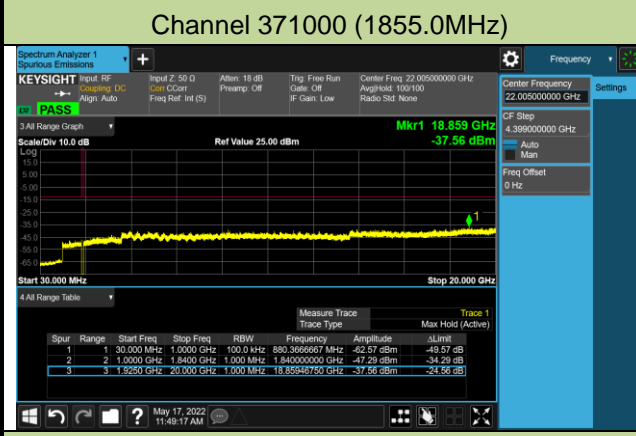 Channel 371000 (1855.0MHz)
Spectrum Analyzer 1
Spurious Emissions
Frequency
KEYSIGHT
Input: RF
Coupling: DC
Align: Auto
Input Z: 50 Ω
Corr CCorr
Freq Ref: Int (S)
Atten: 18 dB
Preamp: Off
Trig: Free Run
Gate: Off
IF Gain: Low
Center Freq: 22.005000000 GHz
Avg|Hold: 100/100
Radio Std: None
PASS
Center Frequency
22.005000000 GHz
Settings
CF Step
4.399000000 GHz
Auto
Man
Freq Offset
0 Hz
3 All Range Graph
Mkr1 18.859 GHz
Scale/Div 10.0 dB
Ref Value 25.00 dBm
-37.56 dBm
Log
15.0
5.00
-5.00
-15.0
-25.0
-35.0
-45.0
-55.0
-65.0
1
Start 30.000 MHz
Stop 20.000 GHz
4 All Range Table
Measure Trace Trace 1
Trace Type Max Hold (Active)
Spur Range Start Freq Stop Freq RBW Frequency Amplitude ΔLimit
1 1 30.000 MHz 1.0000 GHz 100.0 kHz 880.3666667 MHz -62.57 dBm -49.57 dB
2 2 1.0000 GHz 1.8400 GHz 1.000 MHz 1.840000000 GHz -47.29 dBm -34.29 dB
3 3 1.9250 GHz 20.000 GHz 1.000 MHz 18.85946750 GHz -37.56 dBm -24.56 dB
May 17, 2022
11:49:17 AM